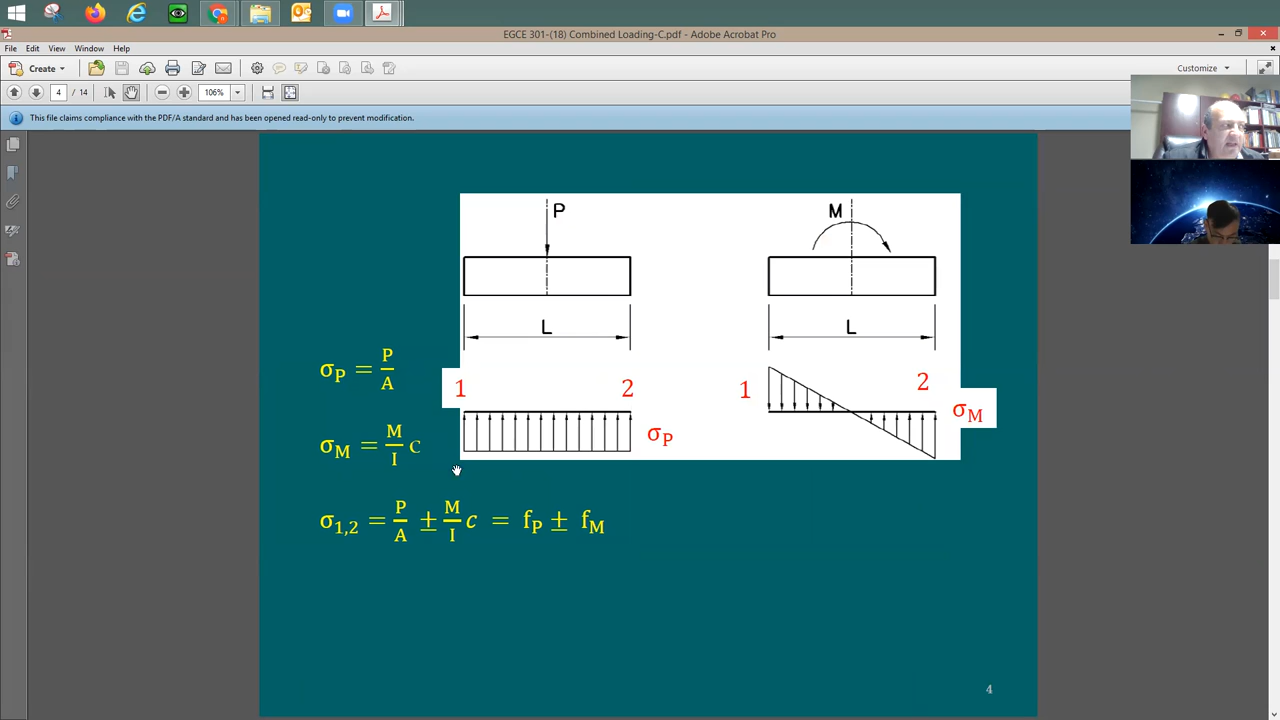 EGCE 301-(18) Combined Loading-C.pdf - Adobe Acrobat Pro
File Edit View Window Help
Create
Customize
4 / 14
106%
This file claims compliance with the PDF/A standard and has been opened read-only to prevent modification.
P
M
L
L
σP = P/A
1
2
1
2
σM
σP
σM = M/I C
σ1,2 = P/A ± M/I c = fP ± fM
4